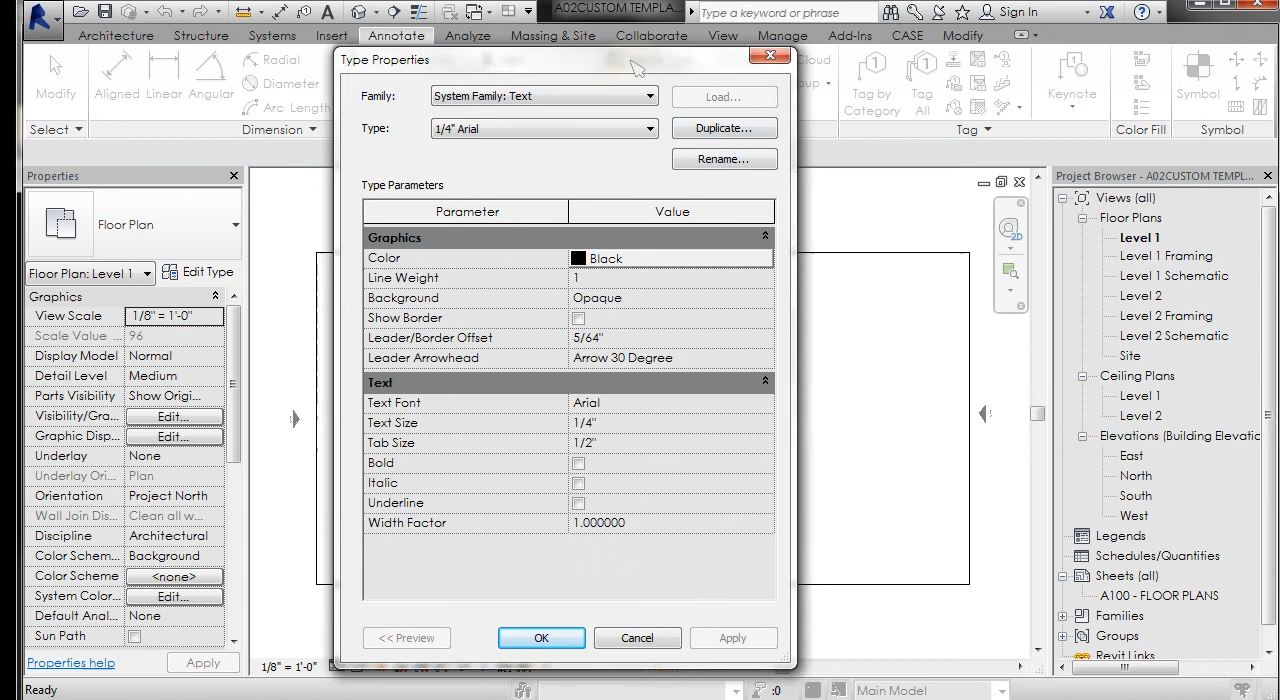 A02CUSTOM TEMPLA...
Type a keyword or phrase
Sign In
Architecture
Structure
Systems
Insert
Annotate
Analyze
Massing & Site
Collaborate
View
Manage
Add-Ins
CASE
Modify
Modify
Aligned
Linear
Angular
Radial
Diameter
Arc Length
Cloud
Tag by
Category
Tag
All
Keynote
Symbol
Select
Dimension
Tag
Color Fill
Symbol
Type Properties
Family:
System Family: Text
Load...
Type:
1/4" Arial
Duplicate...
Rename...
Type Parameters
Parameter
Value
Graphics
Color
Black
Line Weight
1
Background
Opaque
Show Border
Leader/Border Offset
5/64"
Leader Arrowhead
Arrow 30 Degree
Text
Text Font
Arial
Text Size
1/4"
Tab Size
1/2"
Bold
Italic
Underline
Width Factor
1.000000
<< Preview
OK
Cancel
Apply
Properties
Floor Plan
Floor Plan: Level 1
Edit Type
Graphics
View Scale
1/8" = 1'-0"
Scale Value
96
Display Model
Normal
Detail Level
Medium
Parts Visibility
Show Origi...
Visibility/Gra...
Edit...
Graphic Disp...
Edit...
Underlay
None
Underlay Ori...
Plan
Orientation
Project North
Wall Join Dis...
Clean all w...
Discipline
Architectural
Color Schem...
Background
Color Scheme
<none>
System Color...
Edit...
Default Anal...
None
Sun Path
Properties help
Apply
1/8" = 1'-0"
2D
Project Browser - A02CUSTOM TEMPL...
Views (all)
Floor Plans
Level 1
Level 1 Framing
Level 1 Schematic
Level 2
Level 2 Framing
Level 2 Schematic
Site
Ceiling Plans
Level 1
Level 2
Elevations (Building Elevatic
East
North
South
West
Legends
Schedules/Quantities
Sheets (all)
A100 - FLOOR PLANS
Families
Groups
Revit Links
Ready
:0
Main Model